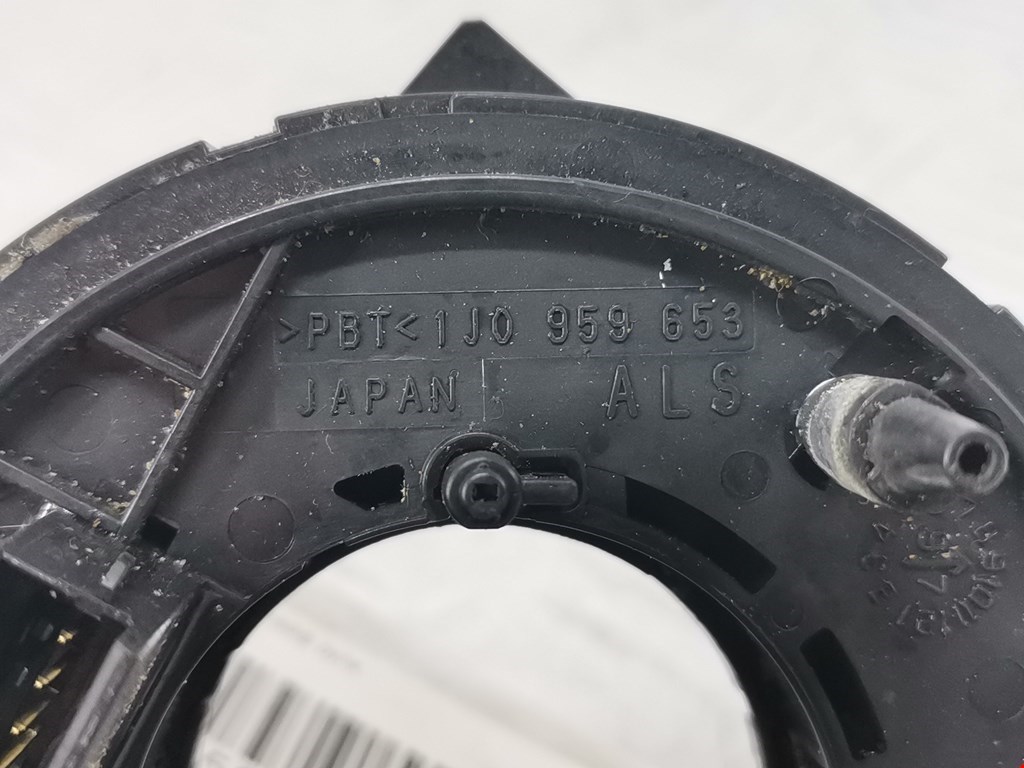 >PBT< 1J0 959 653
JAPAN ALS